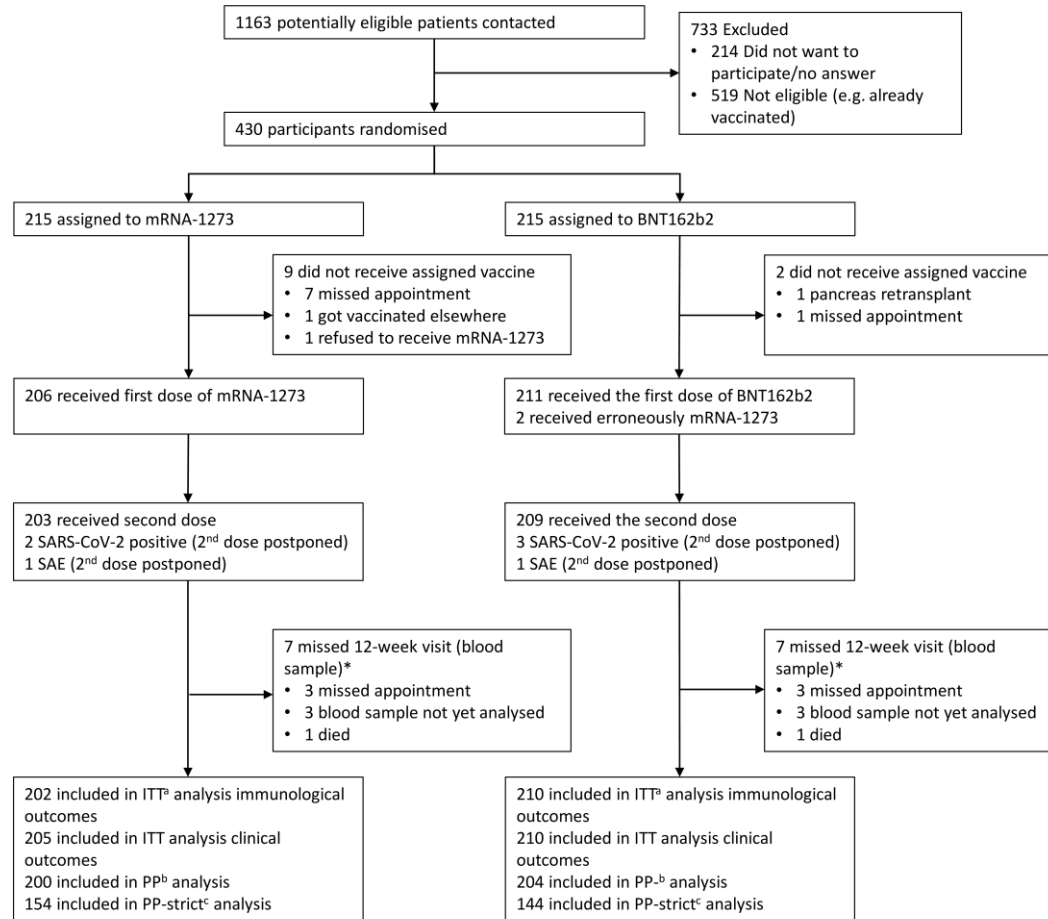 1163 potentially eligible patients contacted
733 Excluded
• 214 Did not want to
participate/no answer
• 519 Not eligible (e.g. already
vaccinated)
430 participants randomised
215 assigned to mRNA-1273
215 assigned to BNT162b2
9 did not receive assigned vaccine
• 7 missed appointment
• 1 got vaccinated elsewhere
• 1 refused to receive mRNA-1273
2 did not receive assigned vaccine
• 1 pancreas retransplant
• 1 missed appointment
206 received first dose of mRNA-1273
211 received the first dose of BNT162b2
2 received erroneously mRNA-1273
203 received second dose
2 SARS-CoV-2 positive (2nd dose postponed)
1 SAE (2nd dose postponed)
209 received the second dose
3 SARS-CoV-2 positive (2nd dose postponed)
1 SAE (2nd dose postponed)
7 missed 12-week visit (blood
sample)*
• 3 missed appointment
• 3 blood sample not yet analysed
• 1 died
7 missed 12-week visit (blood
sample)*
• 3 missed appointment
• 3 blood sample not yet analysed
• 1 died
202 included in ITTᵃ analysis immunological
outcomes
205 included in ITT analysis clinical
outcomes
200 included in PPᵇ analysis
154 included in PP-strictᶜ analysis
210 included in ITTᵃ analysis immunological
outcomes
210 included in ITT analysis clinical
outcomes
204 included in PP-ᵇ analysis
144 included in PP-strictᶜ analysis